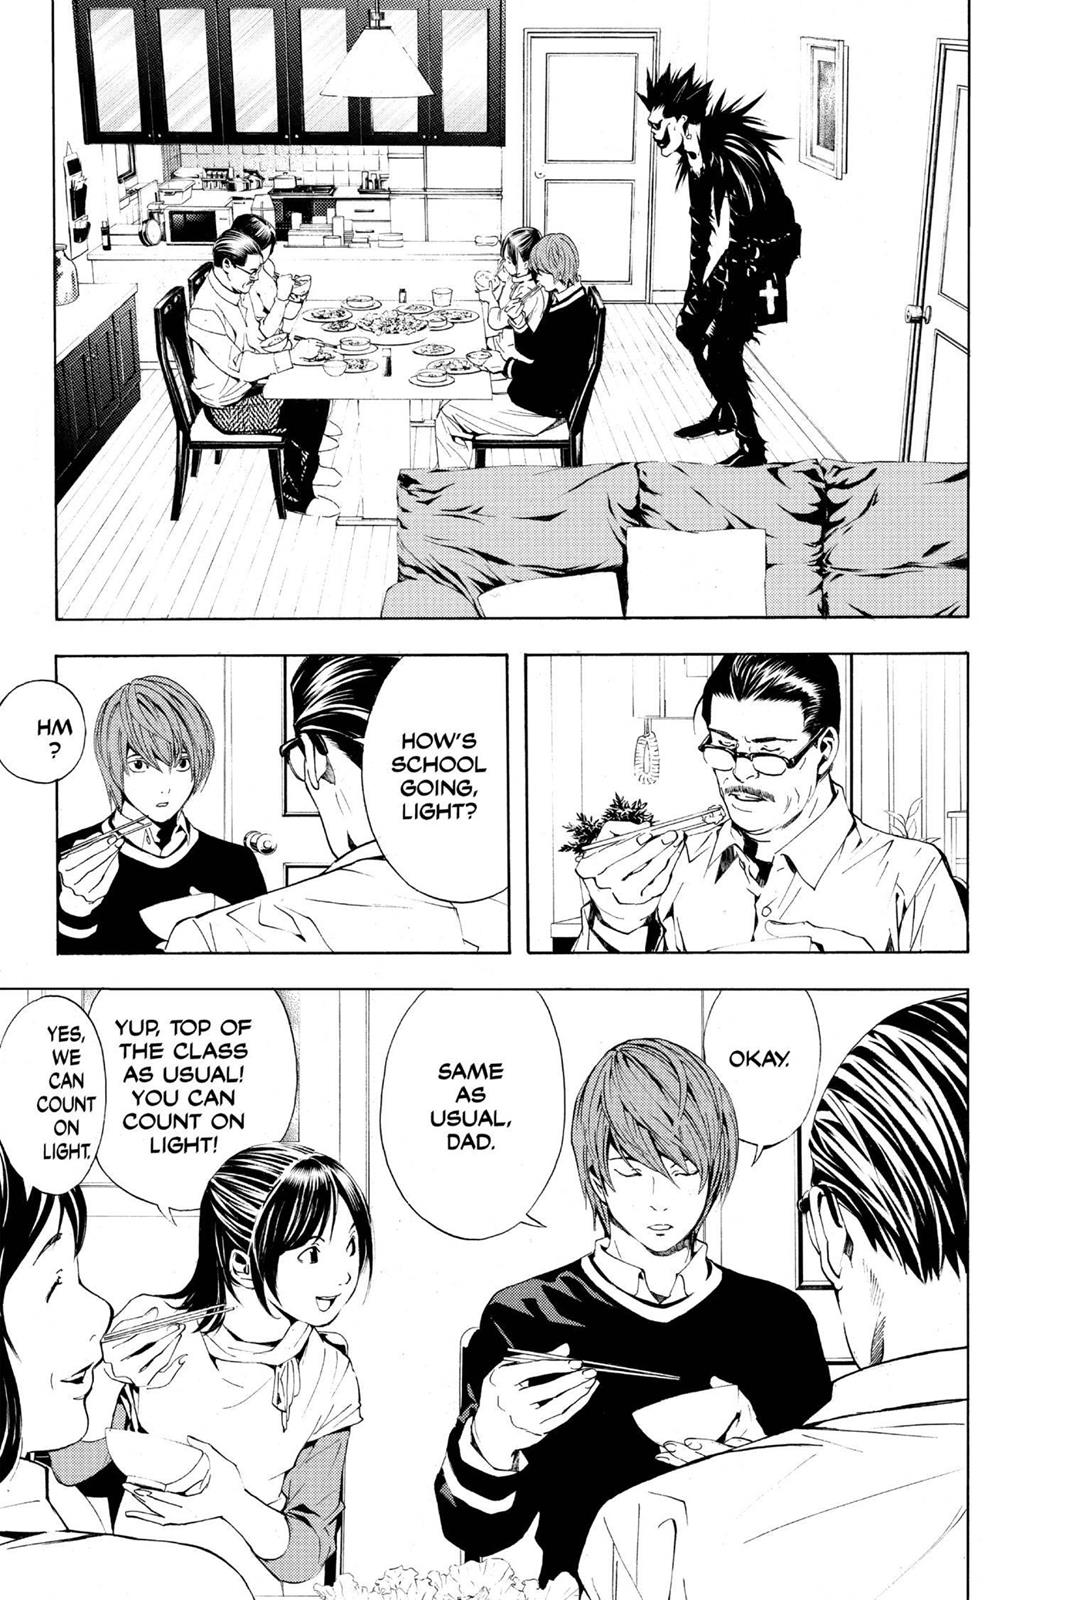 HOW'S
SCHOOL
GOING,
LIGHT?
HM
?
OKAY.
SAME
AS
USUAL,
DAD.
YUP, TOP OF
THE CLASS
AS USUAL!
YOU CAN
COUNT ON
LIGHT!
YES,
WE
CAN
COUNT
ON
LIGHT.